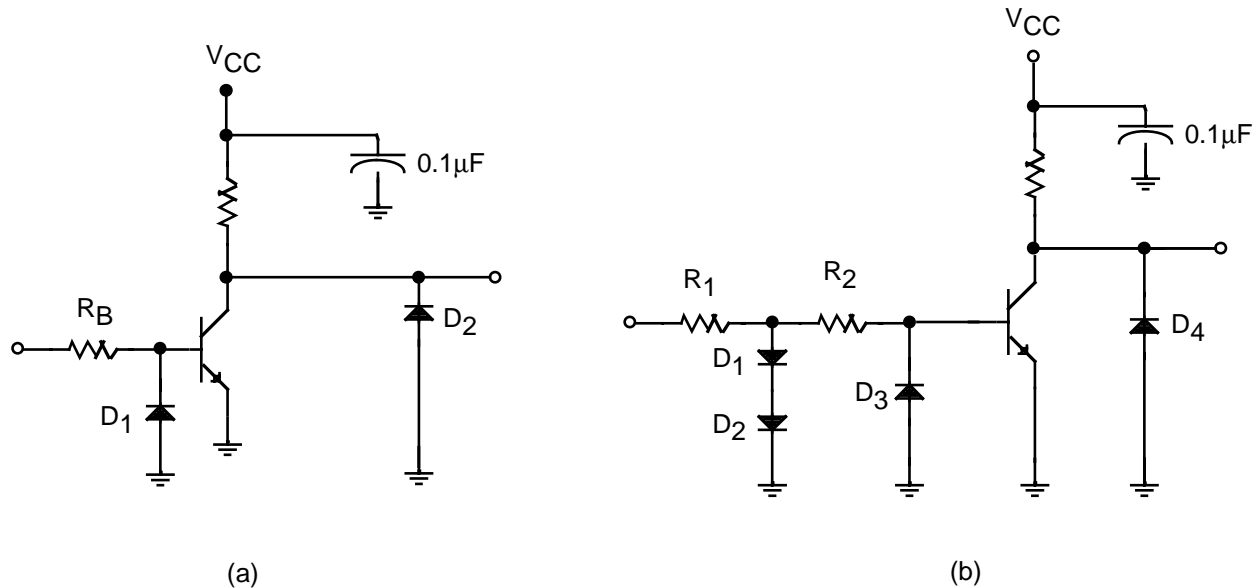 VCC
0.1μF
RB
D1
D2
(a)
VCC
0.1μF
R1
R2
D1
D2
D3
D4
(b)